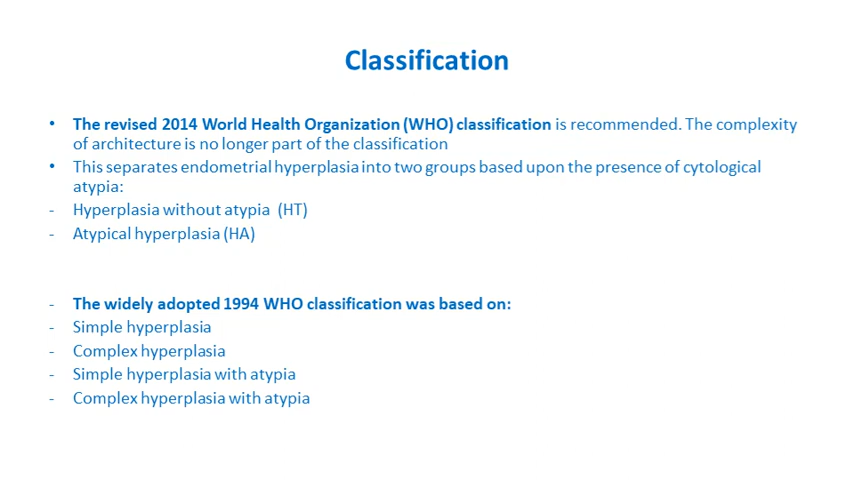 Classification
• The revised 2014 World Health Organization (WHO) classification is recommended. The complexity
of architecture is no longer part of the classification
• This separates endometrial hyperplasia into two groups based upon the presence of cytological
atypia:
- Hyperplasia without atypia  (HT)
- Atypical hyperplasia (HA)
- The widely adopted 1994 WHO classification was based on:
- Simple hyperplasia
- Complex hyperplasia
- Simple hyperplasia with atypia
- Complex hyperplasia with atypia